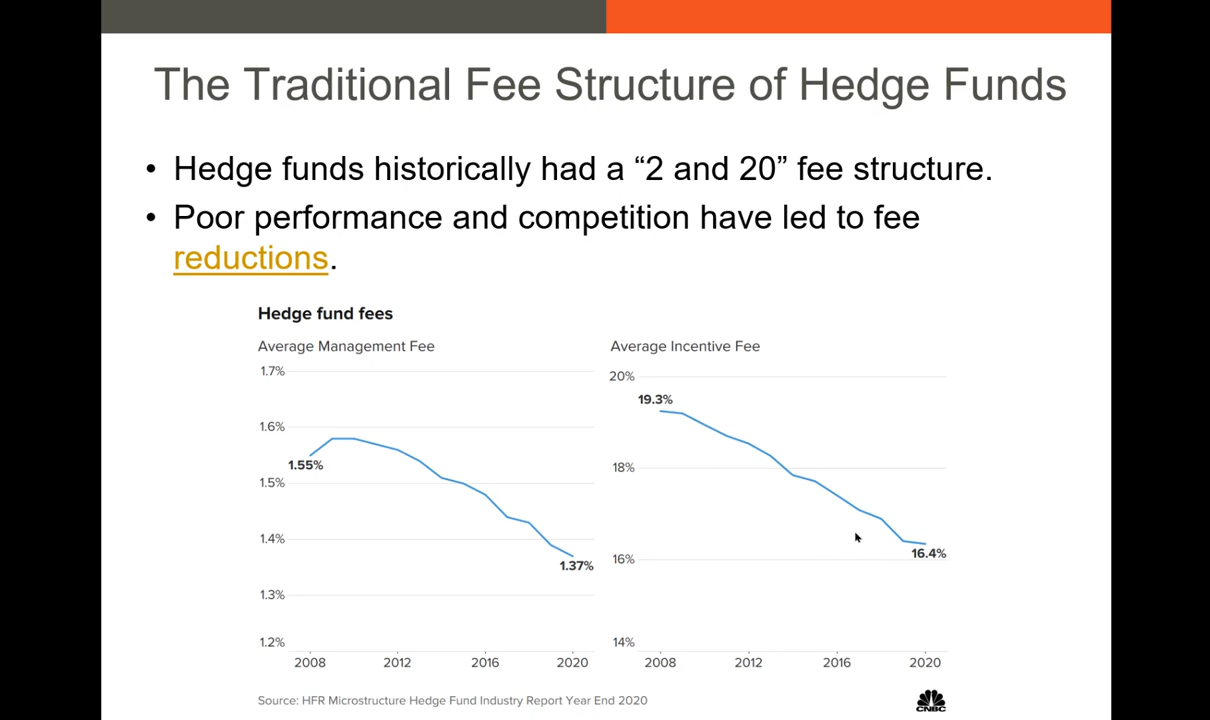 The Traditional Fee Structure of Hedge Funds
• Hedge funds historically had a “2 and 20” fee structure.
• Poor performance and competition have led to fee
reductions.
Hedge fund fees
Average Management Fee
1.7%
1.6%
1.55%
1.5%
1.4%
1.37%
1.3%
1.2%
2008 2012 2016 2020
Average Incentive Fee
20%
19.3%
18%
16.4%
16%
14%
2008 2012 2016 2020
Source: HFR Microstructure Hedge Fund Industry Report Year End 2020
CNBC